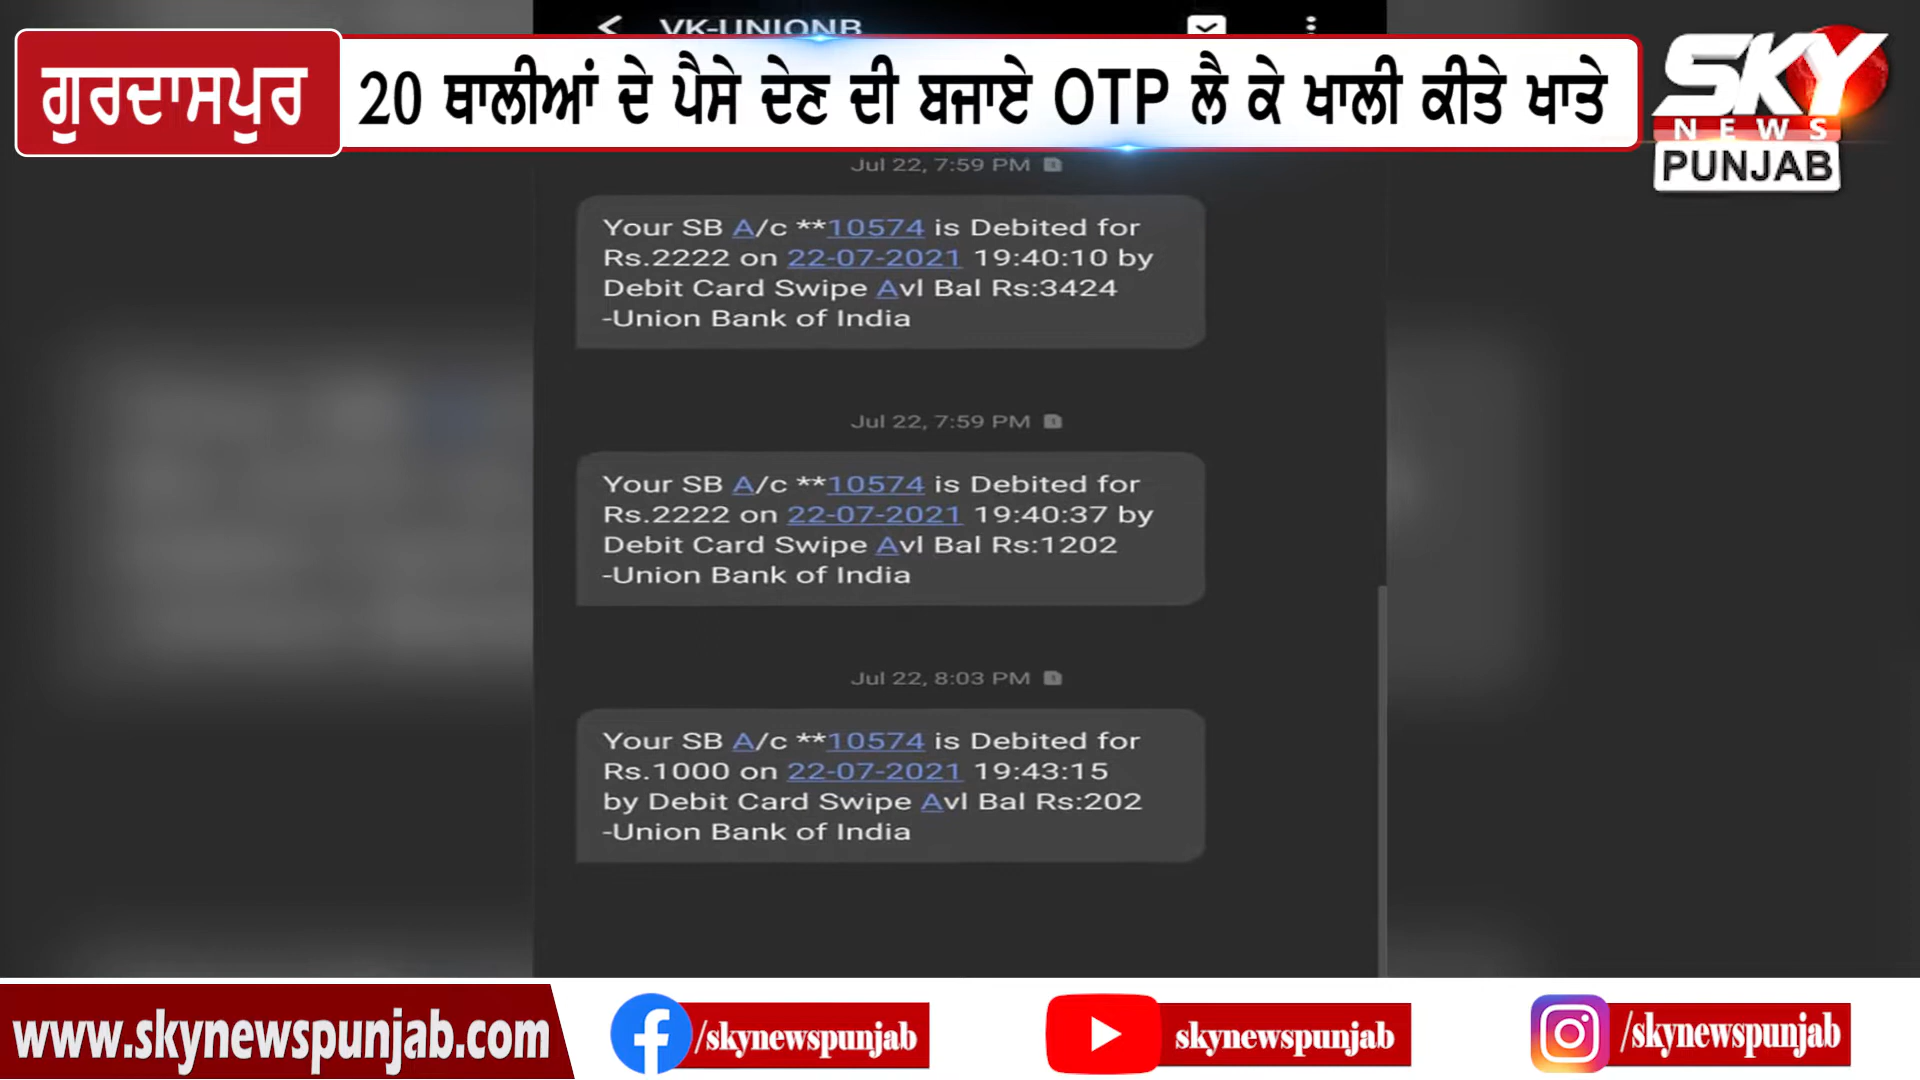 VK-UNIONB
ਗੁਰਦਾਸਪੁਰ
20 ਥਾਲੀਆਂ ਦੇ ਪੈਸੇ ਦੇਣ ਦੀ ਬਜਾਏ OTP ਲੈ ਕੇ ਖਾਲੀ ਕੀਤੇ ਖਾਤੇ
SKY
NEWS
PUNJAB
Jul 22, 7:59 PM
Your SB A/c **10574 is Debited for
Rs.2222 on 22-07-2021 19:40:10 by
Debit Card Swipe Avl Bal Rs:3424
-Union Bank of India
Jul 22, 7:59 PM
Your SB A/c **10574 is Debited for
Rs.2222 on 22-07-2021 19:40:37 by
Debit Card Swipe Avl Bal Rs:1202
-Union Bank of India
Jul 22, 8:03 PM
Your SB A/c **10574 is Debited for
Rs.1000 on 22-07-2021 19:43:15
by Debit Card Swipe Avl Bal Rs:202
-Union Bank of India
www.skynewspunjab.com
/skynewspunjab
skynewspunjab
/skynewspunjab